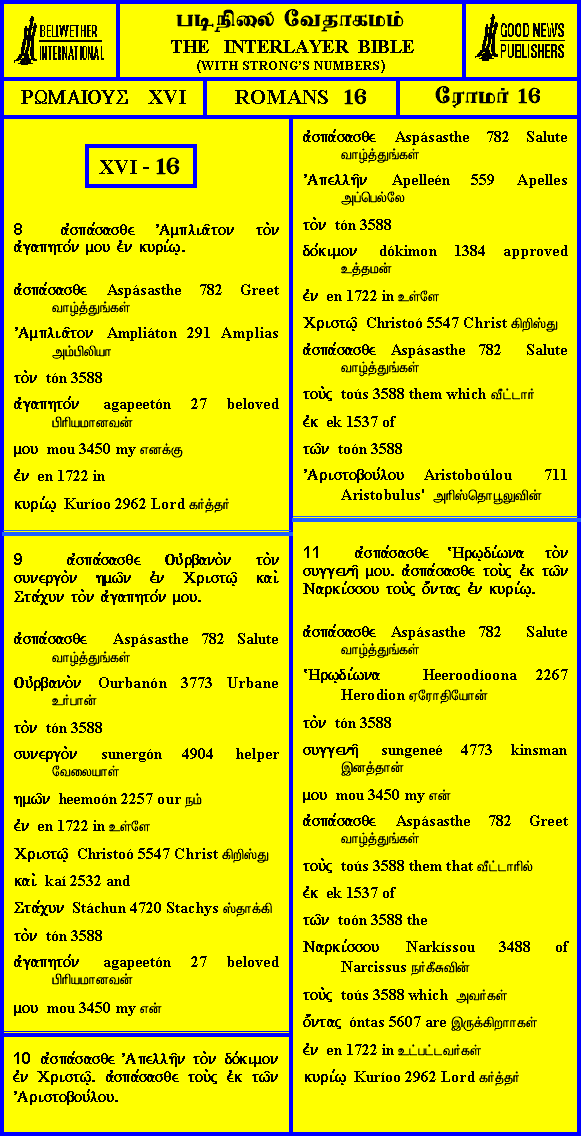 BELLWETHER
INTERNATIONAL
படிநிலை வேதாகமம்
THE INTERLAYER BIBLE
(WITH STRONG'S NUMBERS)
GOOD NEWS
PUBLISHERS
ΡΩΜΑΙΟΥΣ XVI
ROMANS 16
ரோமர் 16
XVI - 16
8 ἀσπάσασθε Ἀμπλιᾶτον τὸν
ἀγαπητόν μου ἐν κυρίῳ.
ἀσπάσασθε Aspásasthe 782 Greet
வாழ்த்துங்கள்
Ἀμπλιᾶτον Ampliáton 291 Amplias
அம்பிலியா
τὸν tón 3588
ἀγαπητόν agapeetón 27 beloved
பிரியமானவன்
μου mou 3450 my எனக்கு
ἐν en 1722 in
κυρίῳ Kuríoo 2962 Lord கர்த்தர்
9 ἀσπάσασθε Οὐρβανὸν τὸν
συνεργὸν ημῶν ἐν Χριστῷ καὶ
Στάχυν τὸν ἀγαπητόν μου.
ἀσπάσασθε Aspásasthe 782 Salute
வாழ்த்துங்கள்
Οὐρβανὸν Ourbanón 3773 Urbane
உர்பான்
τὸν tón 3588
συνεργὸν sunergón 4904 helper
வேலையாள்
ημῶν heemoón 2257 our நம்
ἐν en 1722 in உள்ளே
Χριστῷ Christoó 5547 Christ கிறிஸ்து
καὶ kaí 2532 and
Στάχυν Stáchun 4720 Stachys ஸ்தாக்கி
τὸν tón 3588
ἀγαπητόν agapeetón 27 beloved
பிரியமானவன்
μου mou 3450 my என்
10 ἀσπάσασθε Ἀπελλῆν τὸν δόκιμον
ἐν Χριστῷ. ἀσπάσασθε τοὺς ἐκ τῶν
Ἀριστοβούλου.
ἀσπάσασθε Aspásasthe 782 Salute
வாழ்த்துங்கள்
Ἀπελλῆν Apelleén 559 Apelles
அப்பெல்லே
τὸν tón 3588
δόκιμον dókimon 1384 approved
உத்தமன்
ἐν en 1722 in உள்ளே
Χριστῷ Christoó 5547 Christ கிறிஸ்து
ἀσπάσασθε Aspásasthe 782 Salute
வாழ்த்துங்கள்
τοὺς toús 3588 them which வீட்டார்
ἐκ ek 1537 of
τῶν toón 3588
Ἀριστοβούλου Aristoboúlou 711
Aristobulus' அரிஸ்தொபூலுவின்
11 ἀσπάσασθε Ἡρῳδίωνα τὸν
συγγενῆ μου. ἀσπάσασθε τοὺς ἐκ τῶν
Ναρκίσσου τοὺς ὄντας ἐν κυρίῳ.
ἀσπάσασθε Aspásasthe 782 Salute
வாழ்த்துங்கள்
Ἡρῳδίωνα Heeroodíoona 2267
Herodion ஏரோதியோன்
τὸν tón 3588
συγγενῆ sungeneé 4773 kinsman
இனத்தான்
μου mou 3450 my என்
ἀσπάσασθε Aspásasthe 782 Greet
வாழ்த்துங்கள்
τοὺς toús 3588 them that வீட்டாரில்
ἐκ ek 1537 of
τῶν toón 3588 the
Ναρκίσσου Narkíssou 3488 of
Narcissus நர்கீசுவின்
τοὺς toús 3588 which அவர்கள்
ὄντας óntas 5607 are இருக்கிறாாகள்
ἐν en 1722 in உட்பட்டவர்கள்
κυρίῳ Kuríoo 2962 Lord கர்த்தர்